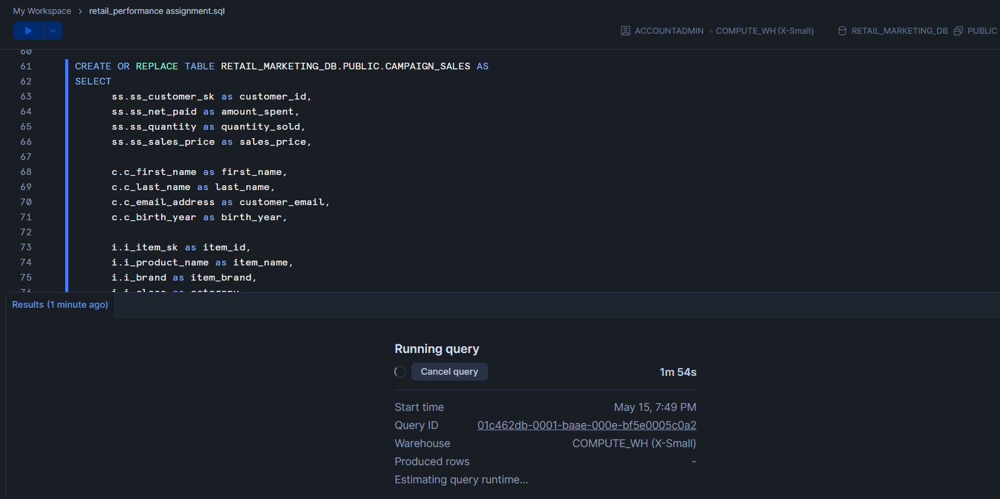 My Workspace > retail_performance assignment.sql
ACCOUNTADMIN COMPUTE_WH (X-Small) RETAIL_MARKETING_DB PUBLIC
60
61 CREATE OR REPLACE TABLE RETAIL_MARKETING_DB.PUBLIC.CAMPAIGN_SALES AS
62 SELECT
63 ss.ss_customer_sk as customer_id,
64 ss.ss_net_paid as amount_spent,
65 ss.ss_quantity as quantity_sold,
66 ss.ss_sales_price as sales_price,
67
68 c.c_first_name as first_name,
69 c.c_last_name as last_name,
70 c.c_email_address as customer_email,
71 c.c_birth_year as birth_year,
72
73 i.i_item_sk as item_id,
74 i.i_product_name as item_name,
75 i.i_brand as item_brand,
76 i.i_class as category
Results (1 minute ago)
Running query
Cancel query 1m 54s
Start time May 15, 7:49 PM
Query ID 01c462db-0001-baae-000e-bf5e0005c0a2
Warehouse COMPUTE_WH (X-Small)
Produced rows -
Estimating query runtime...